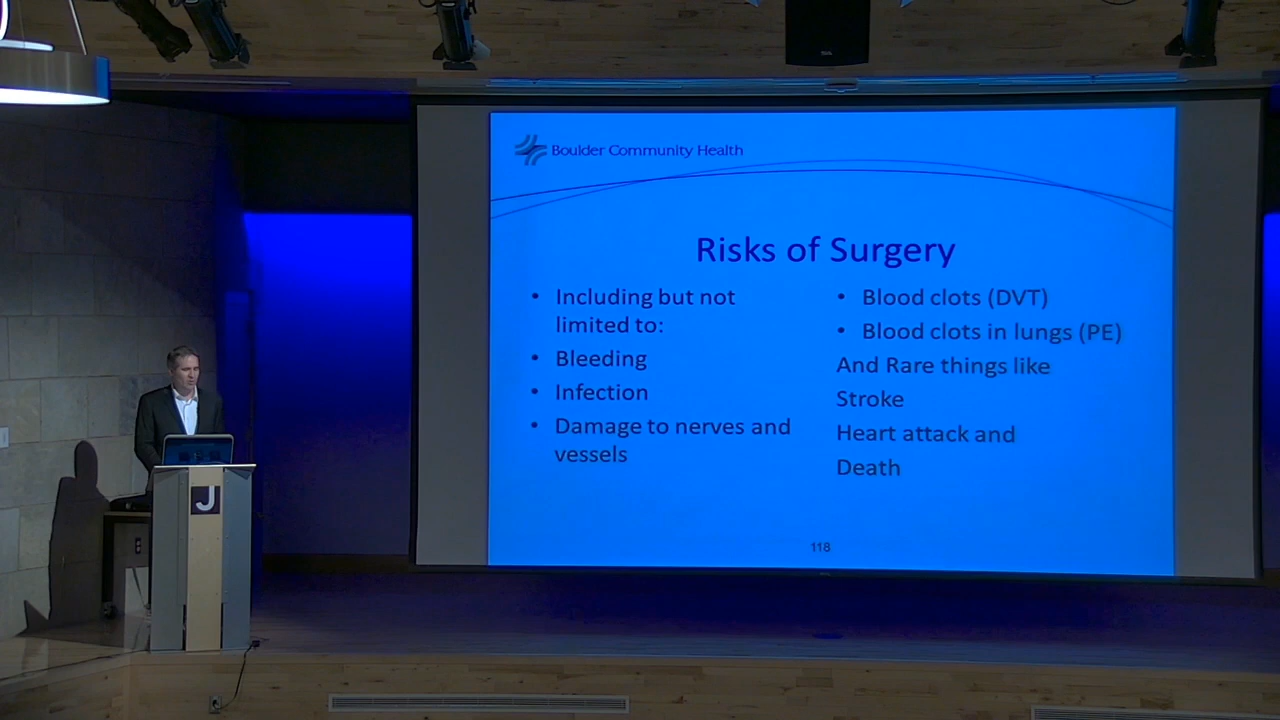 Boulder Community Health
Risks of Surgery
• Including but not
limited to:
• Bleeding
• Infection
• Damage to nerves and
vessels
• Blood clots (DVT)
• Blood clots in lungs (PE)
And Rare things like
Stroke
Heart attack and
Death
118
J